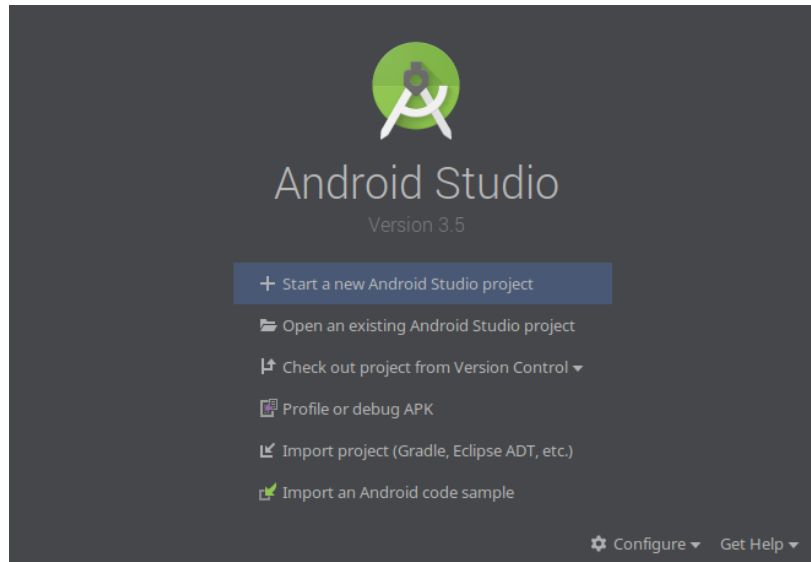 Android Studio
Version 3.5
Start a new Android Studio project
Open an existing Android Studio project
Check out project from Version Control
Profile or debug APK
Import project (Gradle, Eclipse ADT, etc.)
Import an Android code sample
Configure Get Help